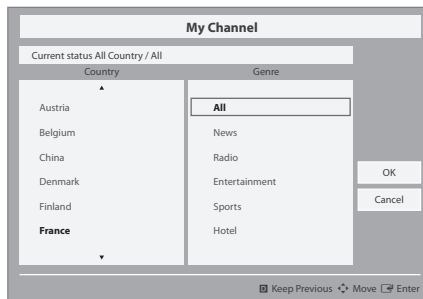 My Channel
Current status All Country / All
Country
Genre
Austria
Belgium
China
Denmark
Finland
France
All
News
Radio
Entertainment
Sports
Hotel
OK
Cancel
D Keep Previous Move Enter